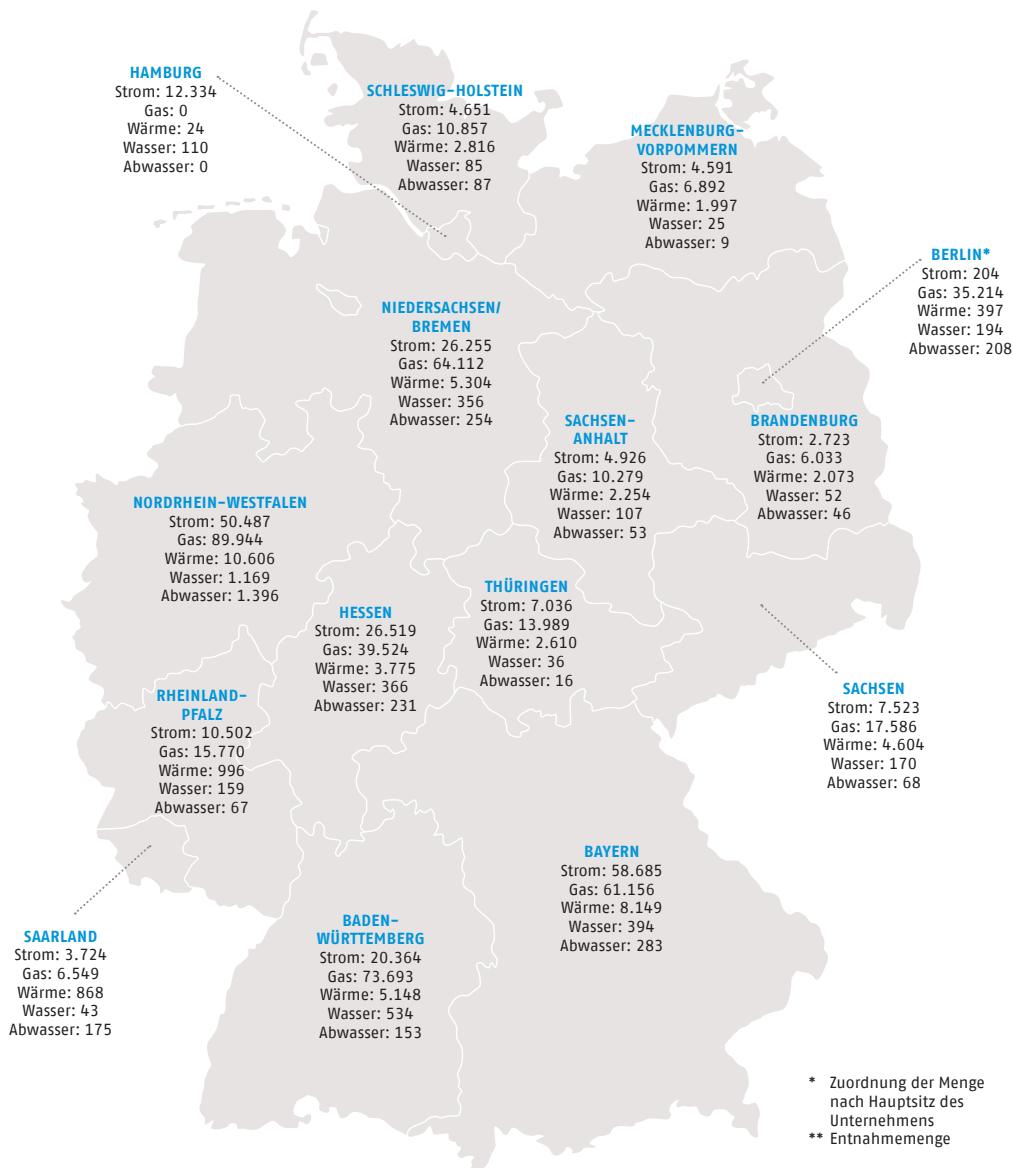 HAMBURG
Strom: 12.334
Gas: 0
Wärme: 24
Wasser: 110
Abwasser: 0
SCHLESWIG-HOLSTEIN
Strom: 4.651
Gas: 10.857
Wärme: 2.816
Wasser: 85
Abwasser: 87
MECKLENBURG-
VORPOMMERN
Strom: 4.591
Gas: 6.892
Wärme: 1.997
Wasser: 25
Abwasser: 9
BERLIN*
Strom: 204
Gas: 35.214
Wärme: 397
Wasser: 194
Abwasser: 208
NIEDERSACHSEN/
BREMEN
Strom: 26.255
Gas: 64.112
Wärme: 5.304
Wasser: 356
Abwasser: 254
SACHSEN-
ANHALT
Strom: 4.926
Gas: 10.279
Wärme: 2.254
Wasser: 107
Abwasser: 53
BRANDENBURG
Strom: 2.723
Gas: 6.033
Wärme: 2.073
Wasser: 52
Abwasser: 46
NORDRHEIN-WESTFALEN
Strom: 50.487
Gas: 89.944
Wärme: 10.606
Wasser: 1.169
Abwasser: 1.396
HESSEN
Strom: 26.519
Gas: 39.524
Wärme: 3.775
Wasser: 366
Abwasser: 231
THÜRINGEN
Strom: 7.036
Gas: 13.989
Wärme: 2.610
Wasser: 36
Abwasser: 16
SACHSEN
Strom: 7.523
Gas: 17.586
Wärme: 4.604
Wasser: 170
Abwasser: 68
RHEINLAND-
PFALZ
Strom: 10.502
Gas: 15.770
Wärme: 996
Wasser: 159
Abwasser: 67
SAARLAND
Strom: 3.724
Gas: 6.549
Wärme: 868
Wasser: 43
Abwasser: 175
BADEN-
WÜRTTEMBERG
Strom: 20.364
Gas: 73.693
Wärme: 5.148
Wasser: 534
Abwasser: 153
BAYERN
Strom: 58.685
Gas: 61.156
Wärme: 8.149
Wasser: 394
Abwasser: 283
* Zuordnung der Menge
nach Hauptsitz des
Unternehmens
** Entnahmemenge